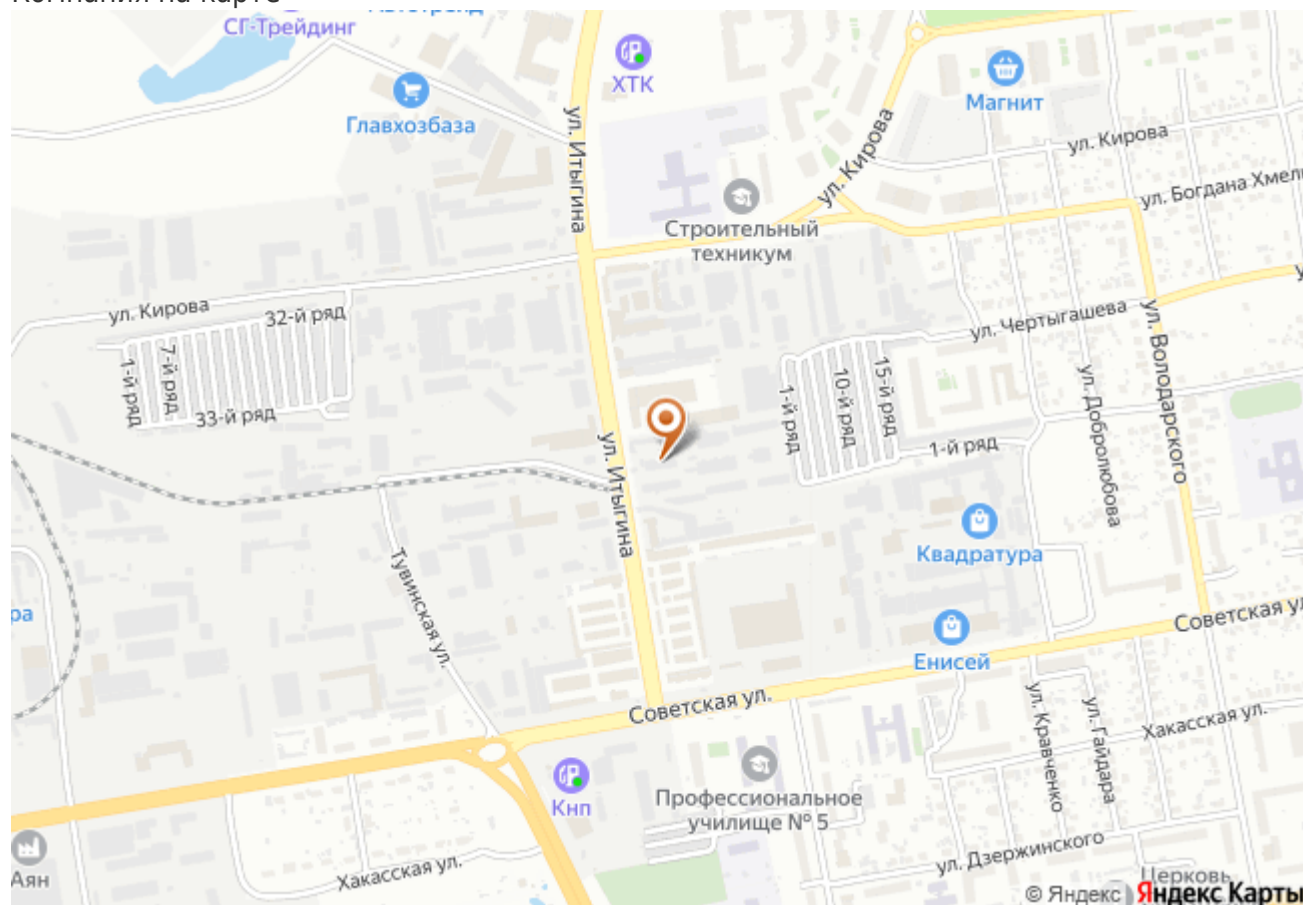 СГ-Трейдинг
ХТК
Магнит
Главхозбаза
ул. Итыгина
ул. Кирова
ул. Кирова
ул. Богдана
Строительный
техникум
ул. Кирова
32-й ряд
7-й ряд
1-й ряд
33-й ряд
ул. Чертыгашева
ул. Володарского
15-й ряд
10-й ряд
1-й ряд
ул. Добролюбова
1-й ряд
ул. Итыгина
Квадратура
Тувинская ул.
ра
Советская
Енисей
Советская ул.
ул. Кравченко
ул. Гайдара
Хакасская ул.
Кнп
Профессиональное
училище № 5
ул. Дзержинского
Аян
Хакасская ул.
Церковь
© Яндекс Яндекс Карты